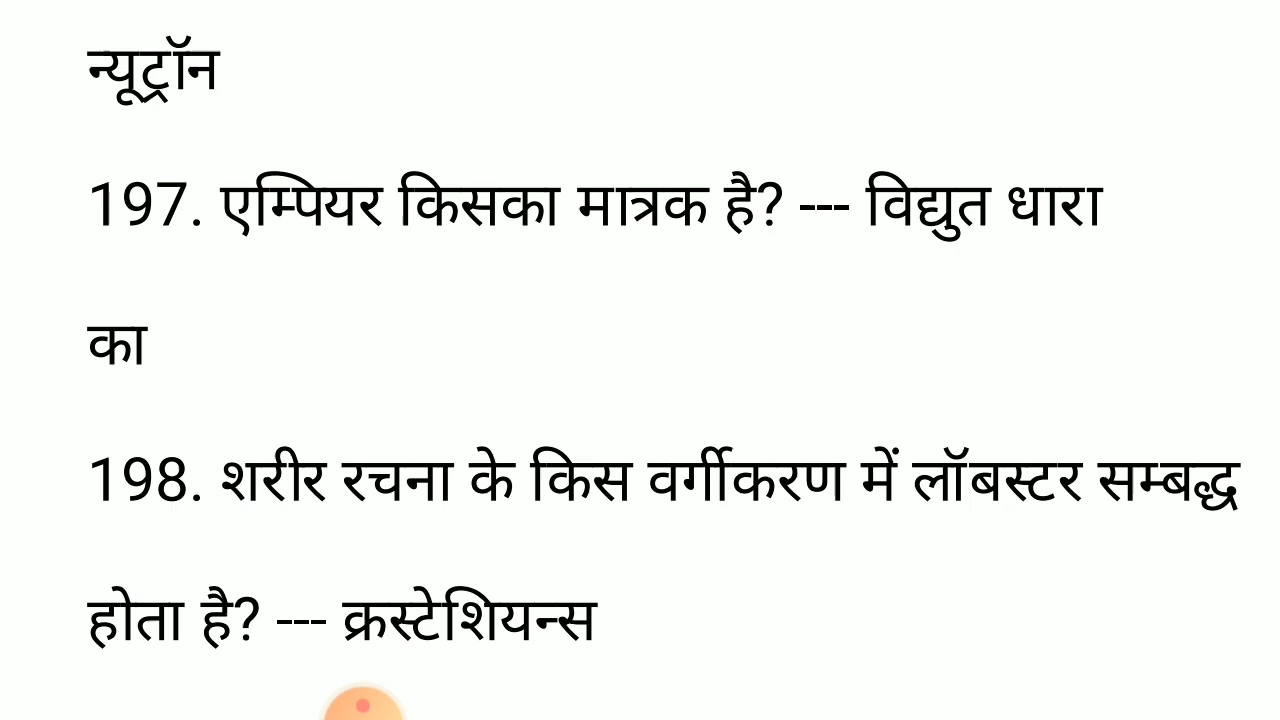 न्यूट्रॉन
197. एम्पियर किसका मात्रक है? --- विद्युत धारा
का
198. शरीर रचना के किस वर्गीकरण में लॉबस्टर सम्बद्ध
होता है? --- क्रस्टेशियन्स